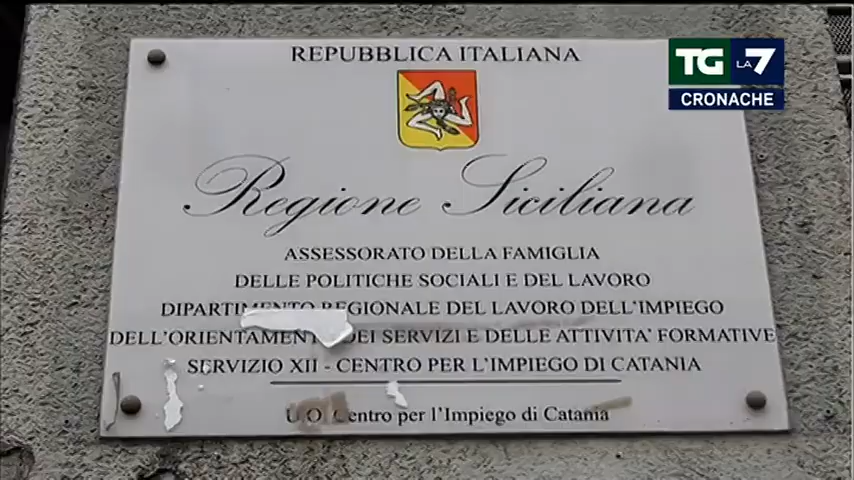 REPUBBLICA ITALIANA
TG LA 7
CRONACHE
Regione Siciliana
ASSESSORATO DELLA FAMIGLIA
DELLE POLITICHE SOCIALI E DEL LAVORO
DIPARTIMENTO REGIONALE DEL LAVORO DELL'IMPIEGO
DELL'ORIENTAMENTO DEI SERVIZI E DELLE ATTIVITA' FORMATIVE
SERVIZIO XII - CENTRO PER L'IMPIEGO DI CATANIA
U.O. Centro per l'Impiego di Catania